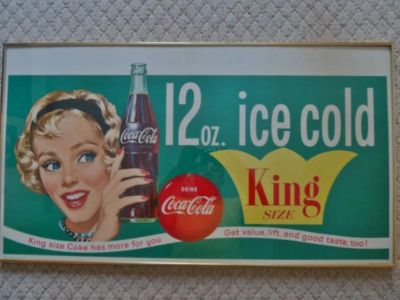 12 oz. ice cold
Coca-Cola
King
SIZE
DRINK
Coca-Cola
King size Coke has more for you
Get value, lift, and good taste, too!